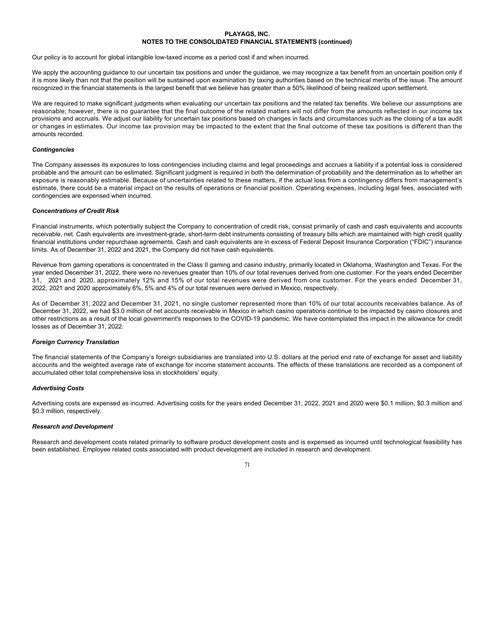 PLAYAGS, INC.
NOTES TO THE CONSOLIDATED FINANCIAL STATEMENTS (continued)
Our policy is to account for global intangible low-taxed income as a period cost if and when incurred.
We apply the accounting guidance to our uncertain tax positions and under the guidance, we may recognize a tax benefit from an uncertain position only if
it is more likely than not that the position will be sustained upon examination by taxing authorities based on the technical merits of the issue. The amount
recognized in the financial statements is the largest benefit that we believe has greater than a 50% likelihood of being realized upon settlement.
We are required to make significant judgments when evaluating our uncertain tax positions and the related tax benefits. We believe our assumptions are
reasonable; however, there is no guarantee that the final outcome of the related matters will not differ from the amounts reflected in our income tax
provisions and accruals. We adjust our liability for uncertain tax positions based on changes in facts and circumstances such as the closing of a tax audit
or changes in estimates. Our income tax provision may be impacted to the extent that the final outcome of these tax positions is different than the
amounts recorded.
Contingencies
The Company assesses its exposures to loss contingencies including claims and legal proceedings and accrues a liability if a potential loss is considered
probable and the amount can be estimated. Significant judgment is required in both the determination of probability and the determination as to whether an
exposure is reasonably estimable. Because of uncertainties related to these matters, if the actual loss from a contingency differs from management's
estimate, there could be a material impact on the results of operations or financial position. Operating expenses, including legal fees, associated with
contingencies are expensed when incurred.
Concentrations of Credit Risk
Financial instruments, which potentially subject the Company to concentration of credit risk, consist primarily of cash and cash equivalents and accounts
receivable, net. Cash equivalents are investment-grade, short-term debt instruments consisting of treasury bills which are maintained with high credit quality
financial institutions under repurchase agreements. Cash and cash equivalents are in excess of Federal Deposit Insurance Corporation ("FDIC") insurance
limits. As of December 31, 2022 and 2021, the Company did not have cash equivalents.
Revenue from gaming operations is concentrated in the Class II gaming and casino industry, primarily located in Oklahoma, Washington and Texas. For the
year ended December 31, 2022, there were no revenues greater than 10% of our total revenues derived from one customer. For the years ended December
31, 2021 and 2020, approximately 12% and 15% of our total revenues were derived from one customer. For the years ended December 31,
2022, 2021 and 2020 approximately 6%, 5% and 4% of our total revenues were derived in Mexico, respectively.
As of December 31, 2022 and December 31, 2021, no single customer represented more than 10% of our total accounts receivables balance. As of
December 31, 2022, we had $3.0 million of net accounts receivable in Mexico in which casino operations continue to be impacted by casino closures and
other restrictions as a result of the local government's responses to the COVID-19 pandemic. We have contemplated this impact in the allowance for credit
losses as of December 31, 2022.
Foreign Currency Translation
The financial statements of the Company's foreign subsidiaries are translated into U.S. dollars at the period end rate of exchange for asset and liability
accounts and the weighted average rate of exchange for income statement accounts. The effects of these translations are recorded as a component of
accumulated other total comprehensive loss in stockholders' equity.
Advertising Costs
Advertising costs are expensed as incurred. Advertising costs for the years ended December 31, 2022, 2021 and 2020 were $0.1 million, $0.3 million and
$0.3 million, respectively.
Research and Development
Research and development costs related primarily to software product development costs and is expensed as incurred until technological feasibility has
been established. Employee related costs associated with product development are included in research and development.
71